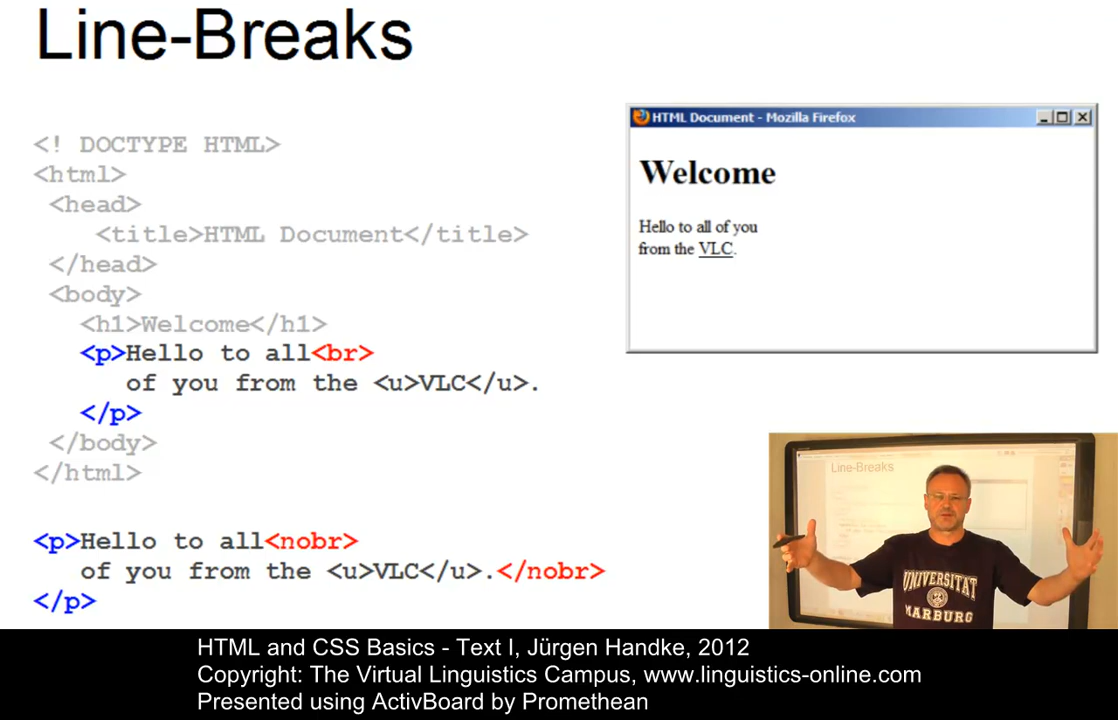 Line-Breaks
<! DOCTYPE HTML>
<html>
<head>
<title>HTML Document</title>
</head>
<body>
<h1>Welcome</h1>
<p>Hello to all<br>
of you from the <u>VLC</u>.
</p>
</body>
</html>
<p>Hello to all<nobr>
of you from the <u>VLC</u>.</nobr>
</p>
HTML Document - Mozilla Firefox
Welcome
Hello to all of you
from the VLC.
Line-Breaks
UNIVERSITAT
MARBURG
HTML and CSS Basics - Text I, Jürgen Handke, 2012
Copyright: The Virtual Linguistics Campus, www.linguistics-online.com
Presented using ActivBoard by Promethean